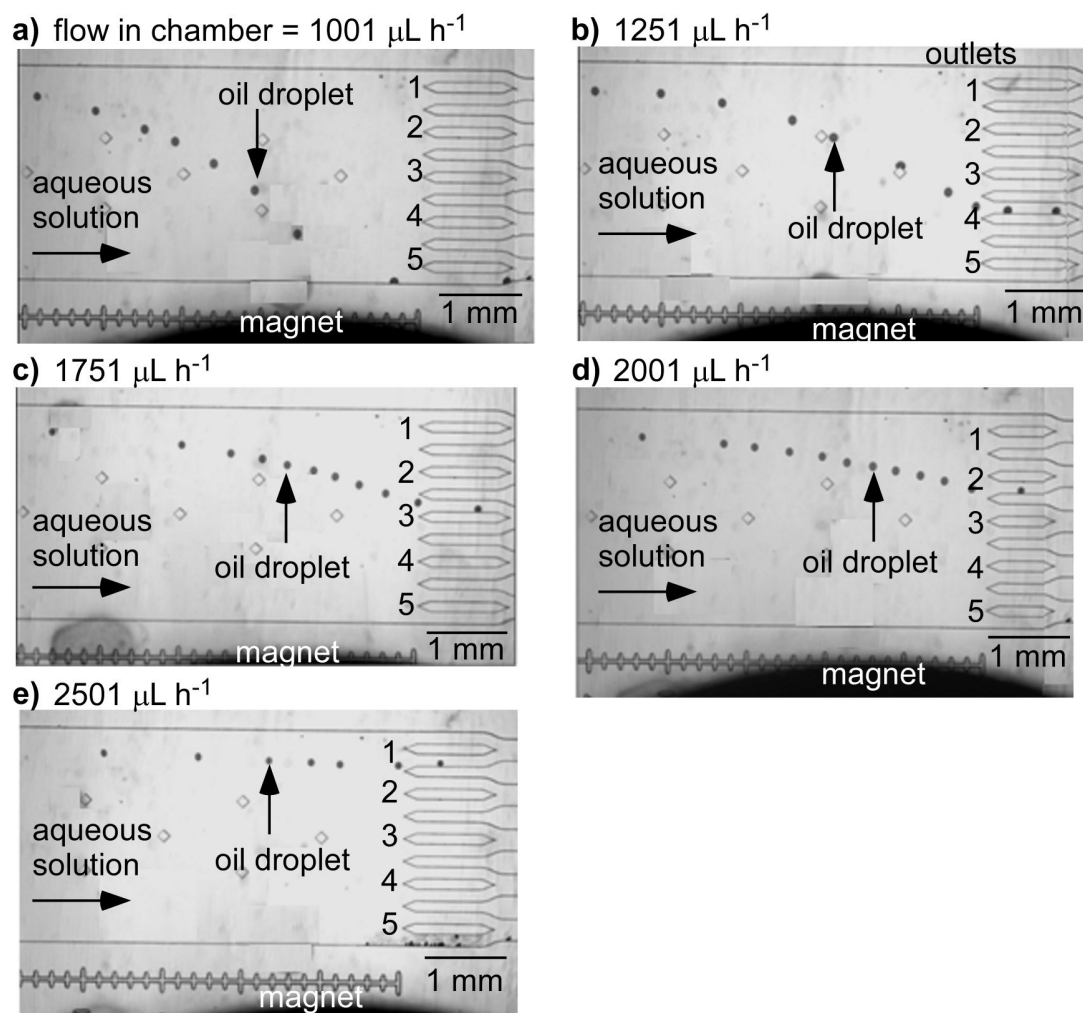 a) flow in chamber = 1001 μL h-1
oil droplet
aqueous
solution
1
2
3
4
5
1 mm
magnet
b) 1251 μL h-1
outlets
1
2
3
4
5
aqueous
solution
oil droplet
1 mm
magnet
c) 1751 μL h-1
1
2
3
4
5
aqueous
solution
oil droplet
1 mm
magnet
d) 2001 μL h-1
1
2
3
4
5
aqueous
solution
oil droplet
1 mm
magnet
e) 2501 μL h-1
1
2
3
4
5
aqueous
solution
oil droplet
1 mm
magnet